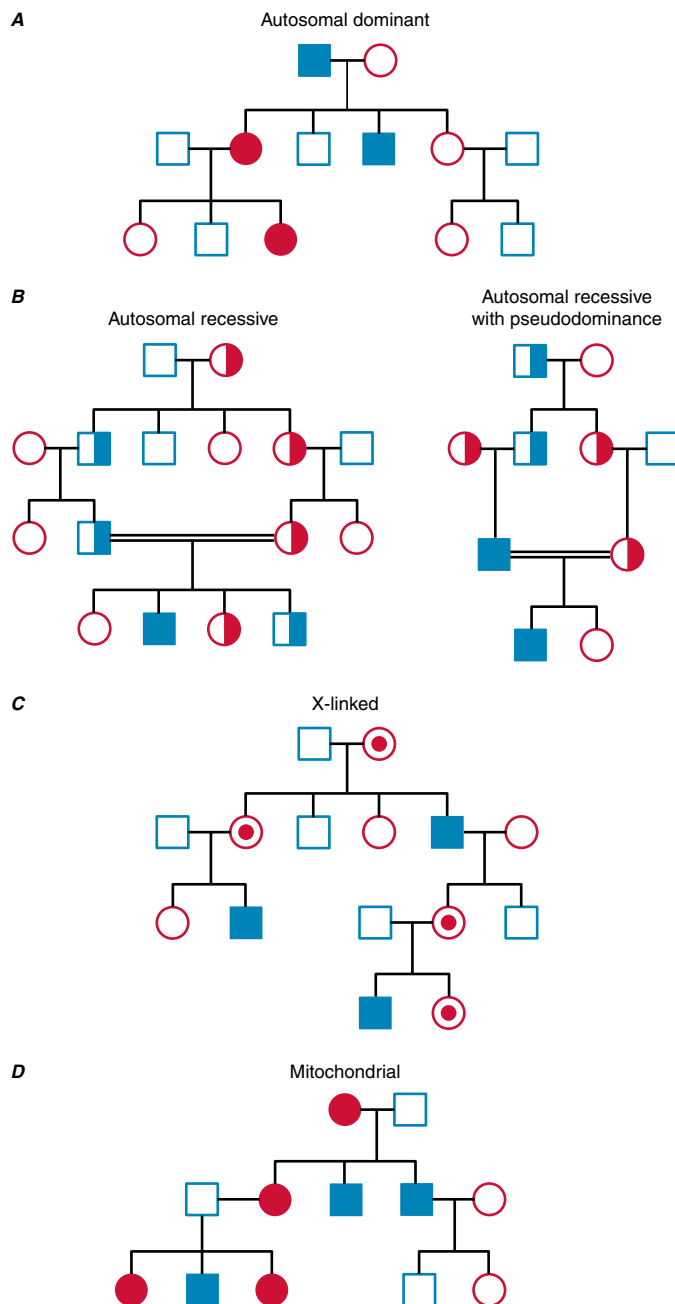 A
Autosomal dominant
B
Autosomal recessive
Autosomal recessive
with pseudodominance
C
X-linked
D
Mitochondrial